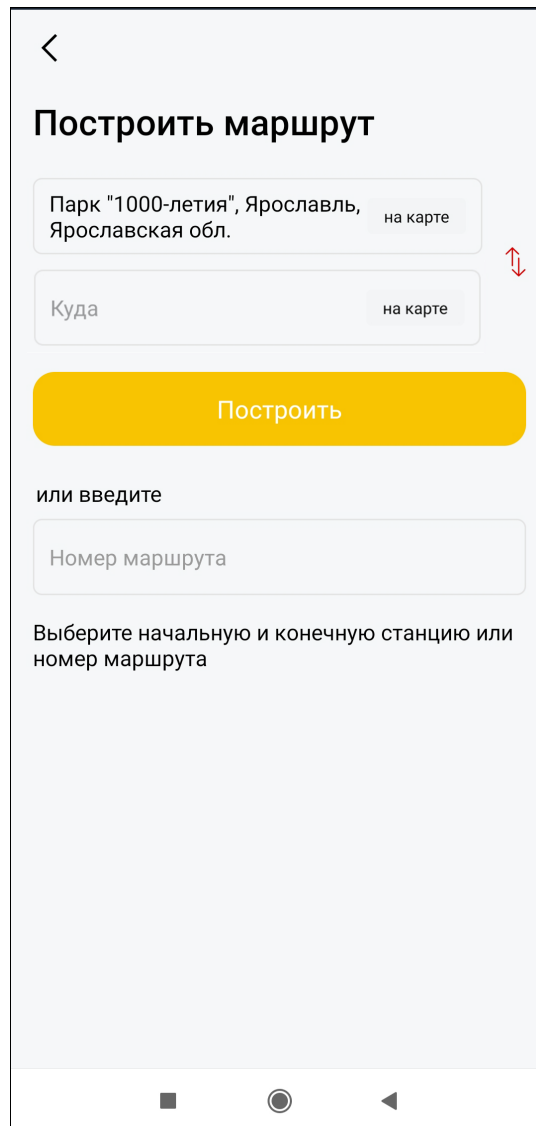 Построить маршрут
Парк "1000-летия", Ярославль,
Ярославская обл.
на карте
Куда
на карте
Построить
или введите
Номер маршрута
Выберите начальную и конечную станцию или
номер маршрута